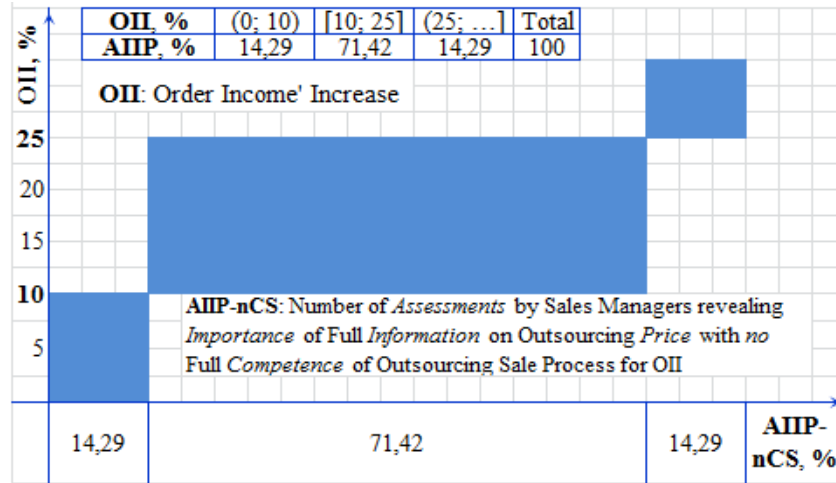 OII, % (0; 10) [10; 25] (25; …] Total
AIIP, % 14,29 71,42 14,29 100
OII, %
OII: Order Income' Increase
25
20
15
10
5
AIIP-nCS: Number of Assessments by Sales Managers revealing
Importance of Full Information on Outsourcing Price with no
Full Competence of Outsourcing Sale Process for OII
14,29 71,42 14,29
AIIP-
nCS, %